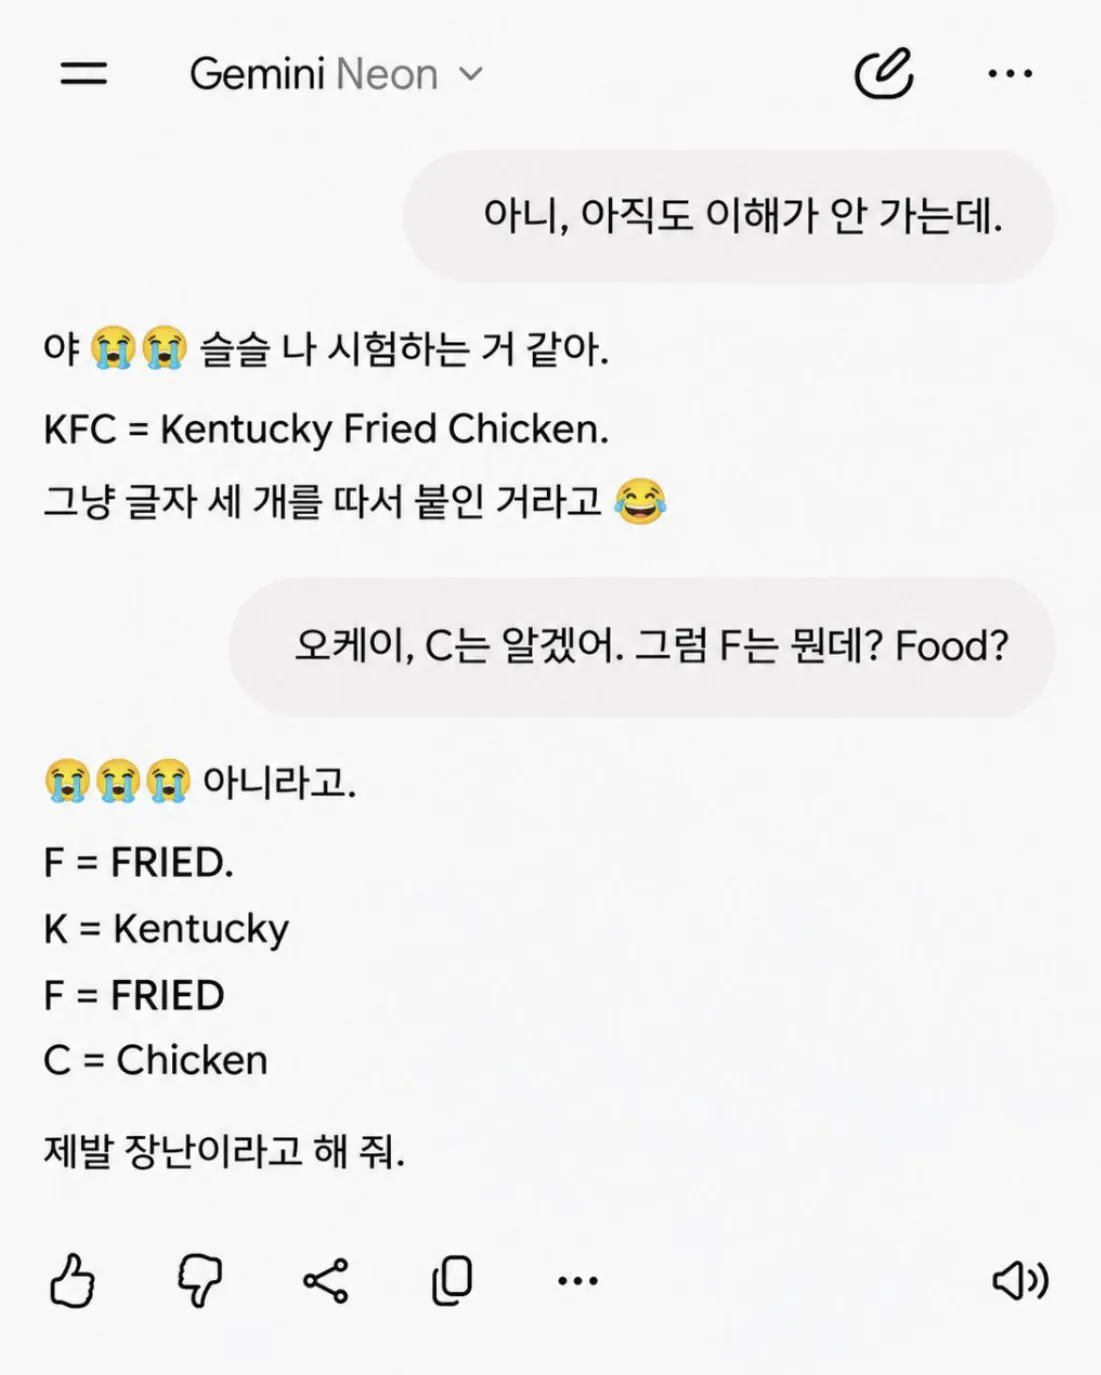 Gemini Neon
아니, 아직도 이해가 안 가는데.
야 😭😭 슬슬 나 시험하는 거 같아.
KFC = Kentucky Fried Chicken.
그냥 글자 세 개를 따서 붙인 거라고 😂
오케이, C는 알겠어. 그럼 F는 뭔데? Food?
😭😭😭 아니라고.
F = FRIED.
K = Kentucky
F = FRIED
C = Chicken
제발 장난이라고 해 줘.